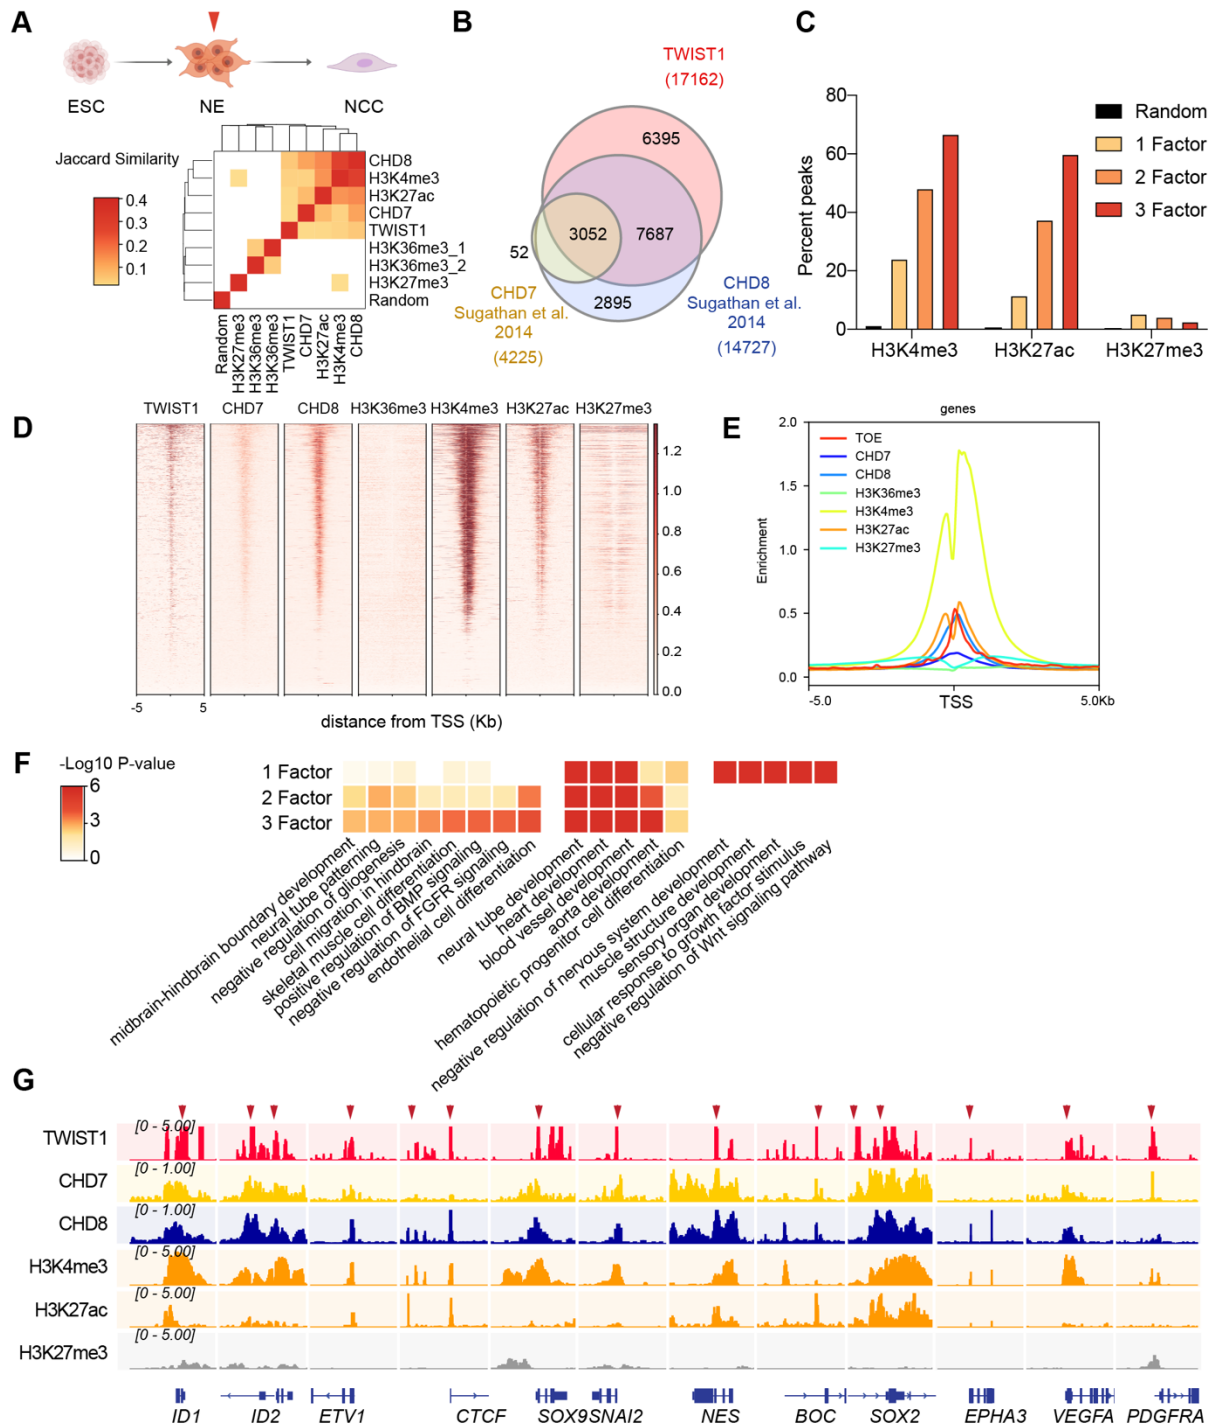 A
ESC
NE
NCC
Jaccard Similarity
0.4
0.3
0.2
0.1
CHD8
H3K4me3
H3K27ac
CHD7
TWIST1
H3K36me3_1
H3K36me3_2
H3K27me3
Random
Random
H3K27me3
H3K36me3
H3K36me3
TWIST1
CHD7
H3K27ac
H3K4me3
CHD8
B
TWIST1
(17162)
6395
3052
7687
52
2895
CHD7
Sugathan et al.
2014
(4225)
CHD8
Sugathan et al.
2014
(14727)
C
Percent peaks
80
60
40
20
0
Random
1 Factor
2 Factor
3 Factor
H3K4me3
H3K27ac
H3K27me3
D
TWIST1
CHD7
CHD8
H3K36me3
H3K4me3
H3K27ac
H3K27me3
1.2
1.0
0.8
0.6
0.4
0.2
0.0
-5
5
distance from TSS (Kb)
E
genes
Enrichment
2.0
1.5
1.0
0.5
0.0
TOE
CHD7
CHD8
H3K36me3
H3K4me3
H3K27ac
H3K27me3
-5.0
TSS
5.0Kb
F
-Log10 P-value
6
3
0
1 Factor
2 Factor
3 Factor
midbrain-hindbrain boundary development
neural tube patterning
negative regulation of gliogenesis
cell migration in hindbrain
skeletal muscle cell differentiation
positive regulation of BMP signaling
negative regulation of FGFR signaling
endothelial cell differentiation
neural tube development
heart development
blood vessel development
aorta development
hematopoietic progenitor cell differentiation
negative regulation of nervous system development
muscle structure development
sensory organ development
cellular response to growth factor stimulus
negative regulation of Wnt signaling pathway
G
TWIST1
[0 - 5.00]
CHD7
[0 - 1.00]
CHD8
[0 - 1.00]
H3K4me3
[0 - 5.00]
H3K27ac
[0 - 5.00]
H3K27me3
[0 - 5.00]
ID1
ID2
ETV1
CTCF
SOX9
SNAI2
NES
BOC
SOX2
EPHA3
VEGFA
PDGFRA